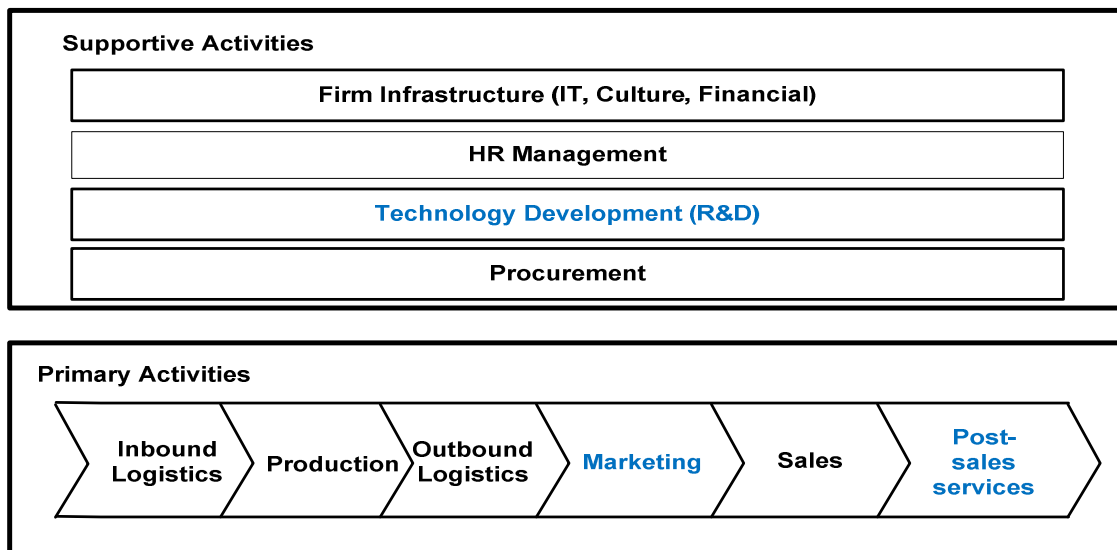 Supportive Activities
Firm Infrastructure (IT, Culture, Financial)
HR Management
Technology Development (R&D)
Procurement
Primary Activities
Inbound
Logistics
Production
Outbound
Logistics
Marketing
Sales
Post-
sales
services